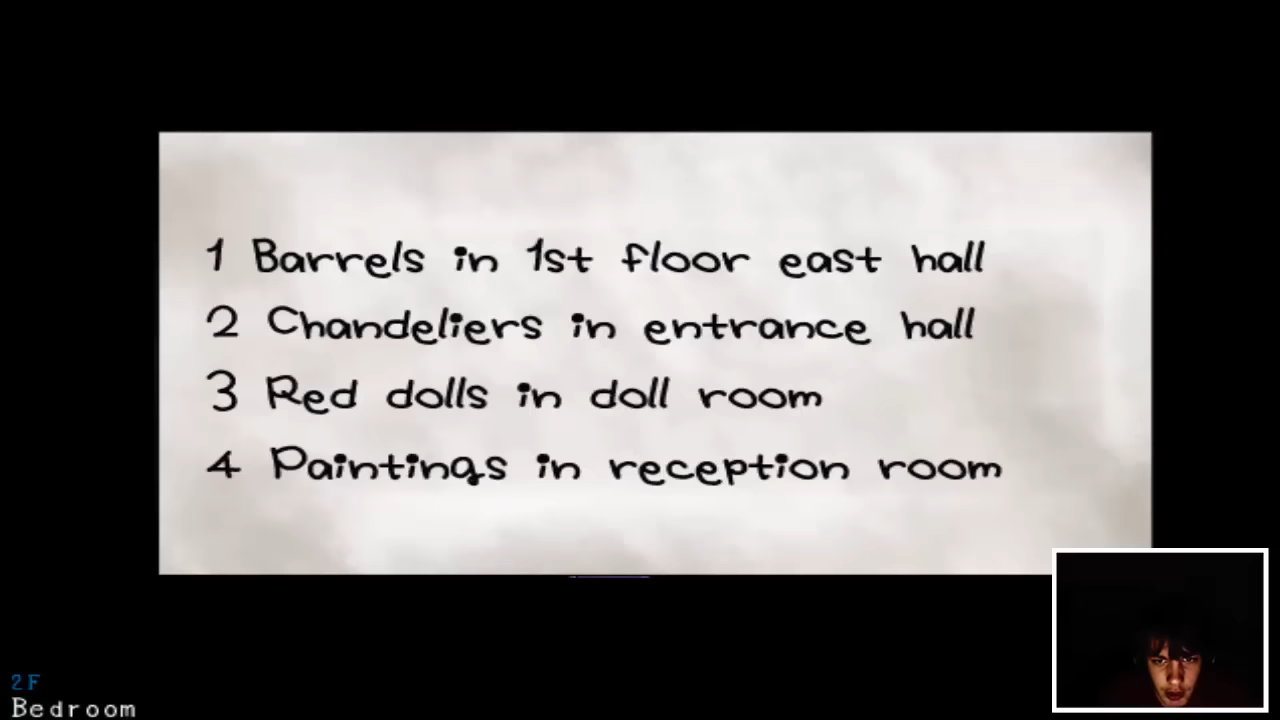 1 Barrels in 1st floor east hall
2 Chandeliers in entrance hall
3 Red dolls in doll room
4 Paintings in reception room
2F
Bedroom